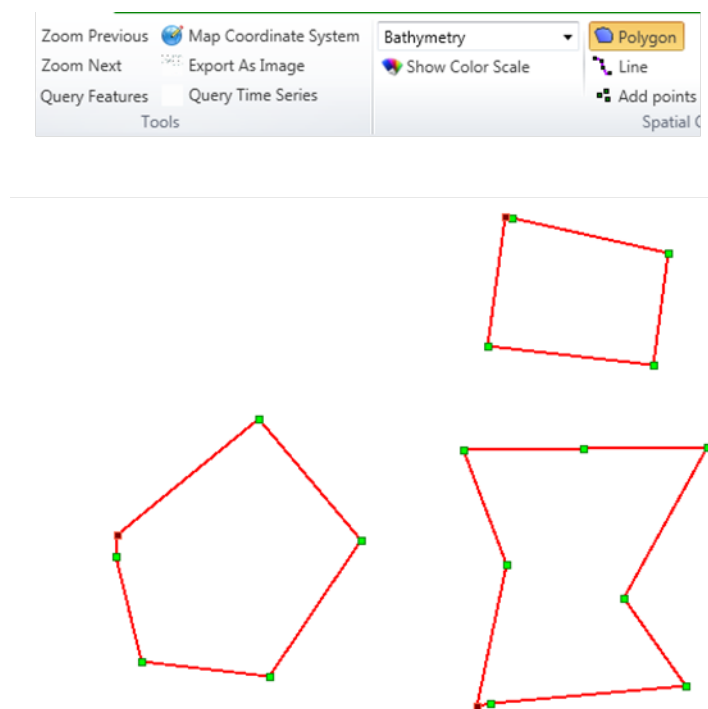 Zoom Previous Map Coordinate System
Zoom Next Export As Image
Query Features Query Time Series
Tools
Bathymetry
Show Color Scale
Polygon
Line
Add points
Spatial